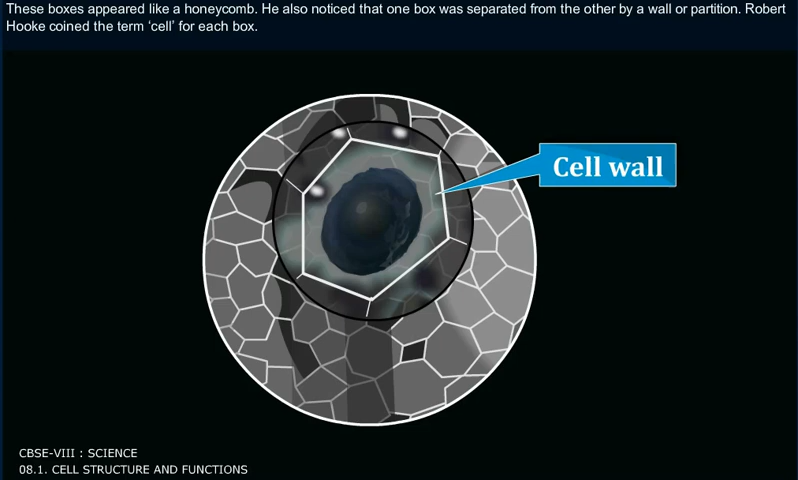 These boxes appeared like a honeycomb. He also noticed that one box was separated from the other by a wall or partition. Robert
Hooke coined the term ‘cell’ for each box.
Cell wall
CBSE-VIII : SCIENCE
08.1. CELL STRUCTURE AND FUNCTIONS